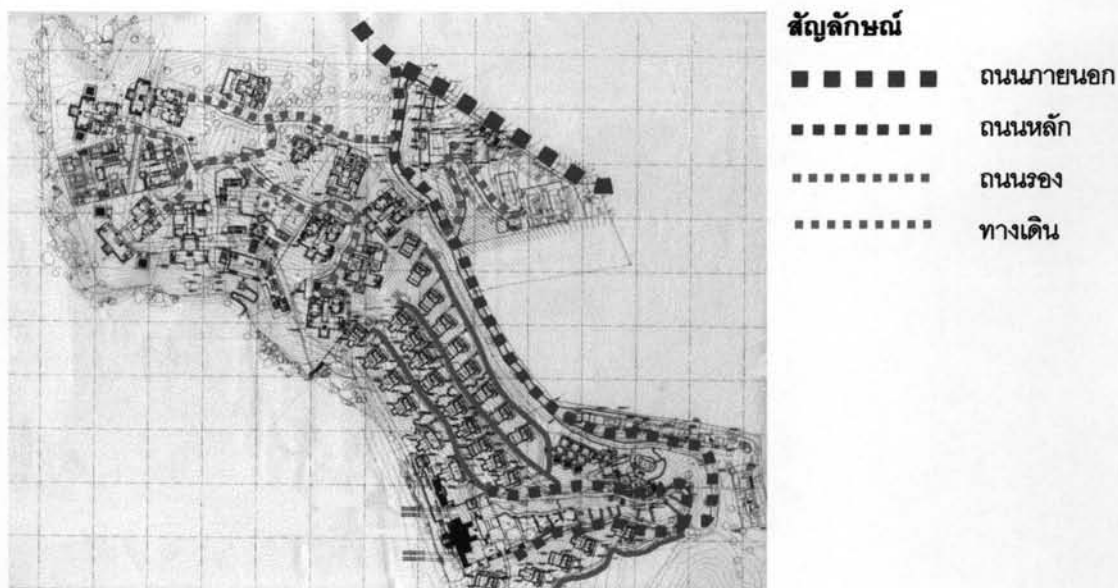 สัญลักษณ์
ถนนภายนอก
ถนนหลัก
ถนนรอง
ทางเดิน